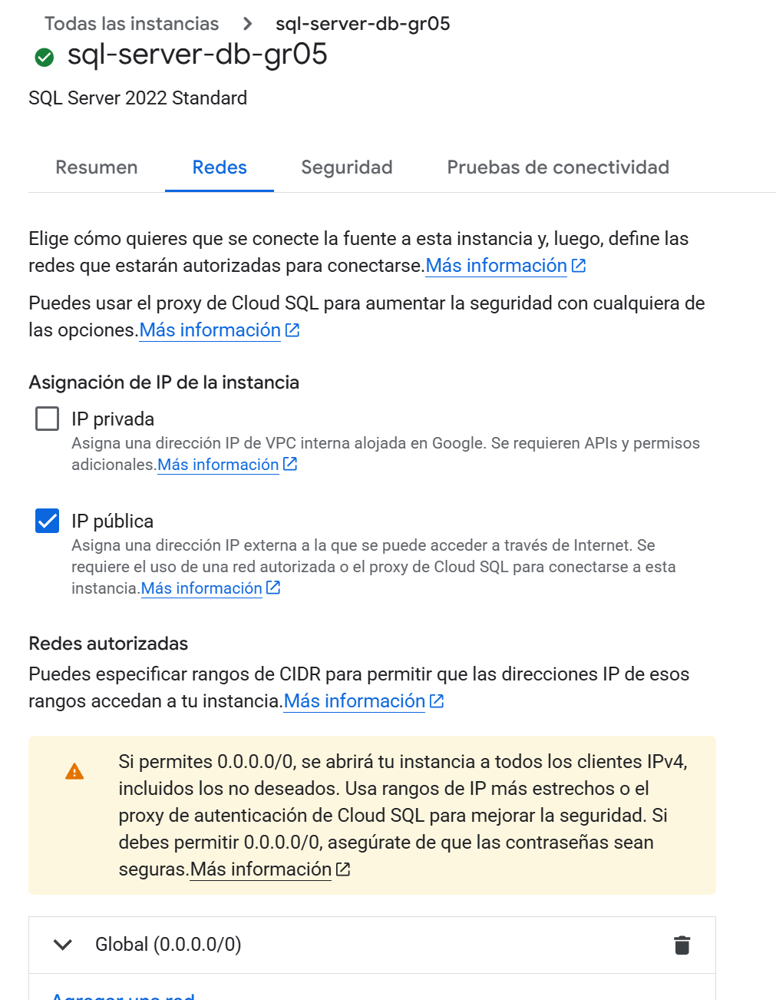 Todas las instancias > sql-server-db-gr05
sql-server-db-gr05
SQL Server 2022 Standard
Resumen Redes Seguridad Pruebas de conectividad
Elige cómo quieres que se conecte la fuente a esta instancia y, luego, define las
redes que estarán autorizadas para conectarse.Más información
Puedes usar el proxy de Cloud SQL para aumentar la seguridad con cualquiera de
las opciones.Más información
Asignación de IP de la instancia
IP privada
Asigna una dirección IP de VPC interna alojada en Google. Se requieren APIs y permisos
adicionales.Más información
IP pública
Asigna una dirección IP externa a la que se puede acceder a través de Internet. Se
requiere el uso de una red autorizada o el proxy de Cloud SQL para conectarse a esta
instancia.Más información
Redes autorizadas
Puedes especificar rangos de CIDR para permitir que las direcciones IP de esos
rangos accedan a tu instancia.Más información
Si permites 0.0.0.0/0, se abrirá tu instancia a todos los clientes IPv4,
incluidos los no deseados. Usa rangos de IP más estrechos o el
proxy de autenticación de Cloud SQL para mejorar la seguridad. Si
debes permitir 0.0.0.0/0, asegúrate de que las contraseñas sean
seguras.Más información
Global (0.0.0.0/0)
Agregar una red